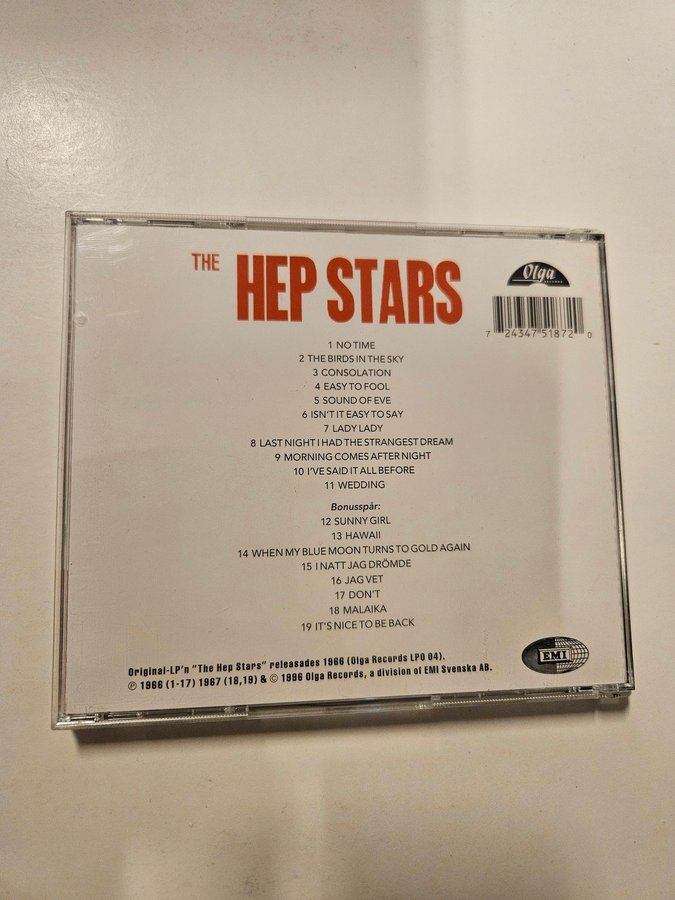 THE HEP STARS
Olga
RECORDS
7 24347 51872 0
1 NO TIME
2 THE BIRDS IN THE SKY
3 CONSOLATION
4 EASY TO FOOL
5 SOUND OF EVE
6 ISN'T IT EASY TO SAY
7 LADY LADY
8 LAST NIGHT I HAD THE STRANGEST DREAM
9 MORNING COMES AFTER NIGHT
10 I'VE SAID IT ALL BEFORE
11 WEDDING
Bonusspår:
12 SUNNY GIRL
13 HAWAII
14 WHEN MY BLUE MOON TURNS TO GOLD AGAIN
15 I NATT JAG DRÖMDE
16 JAG VET
17 DON'T
18 MALAIKA
19 IT'S NICE TO BE BACK
Original-LP'n "The Hep Stars" releasades 1966 (Olga Records LPO 04).
℗ 1966 (1-17) 1967 (18,19) & © 1996 Olga Records, a division of EMI Svenska AB.
EMI